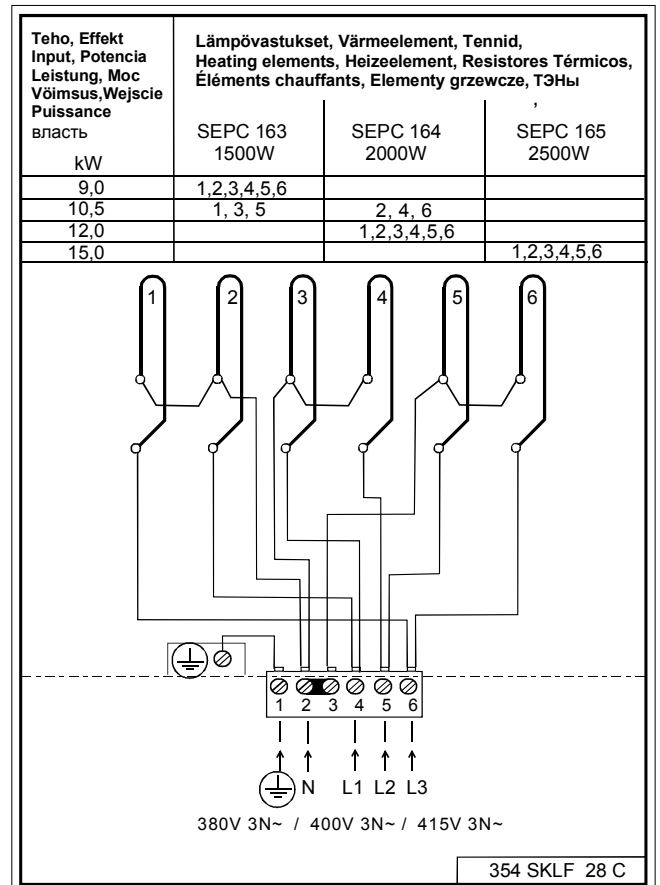 Teho, Effekt
Input, Potencia
Leistung, Moc
Vöimsus,Wejscie
Puissance
власть
kW
Lämpövastukset, Värmeelement, Tennid,
Heating elements, Heizeelement, Resistores Térmicos,
Éléments chauffants, Elementy grzewcze, ТЭНы
,
SEPC 163
1500W
SEPC 164
2000W
SEPC 165
2500W
9,0 1,2,3,4,5,6
10,5 1, 3, 5 2, 4, 6
12,0 1,2,3,4,5,6
15,0 1,2,3,4,5,6
1 2 3 4 5 6
1 2 3 4 5 6
N L1 L2 L3
380V 3N~ / 400V 3N~ / 415V 3N~
354 SKLF 28 C